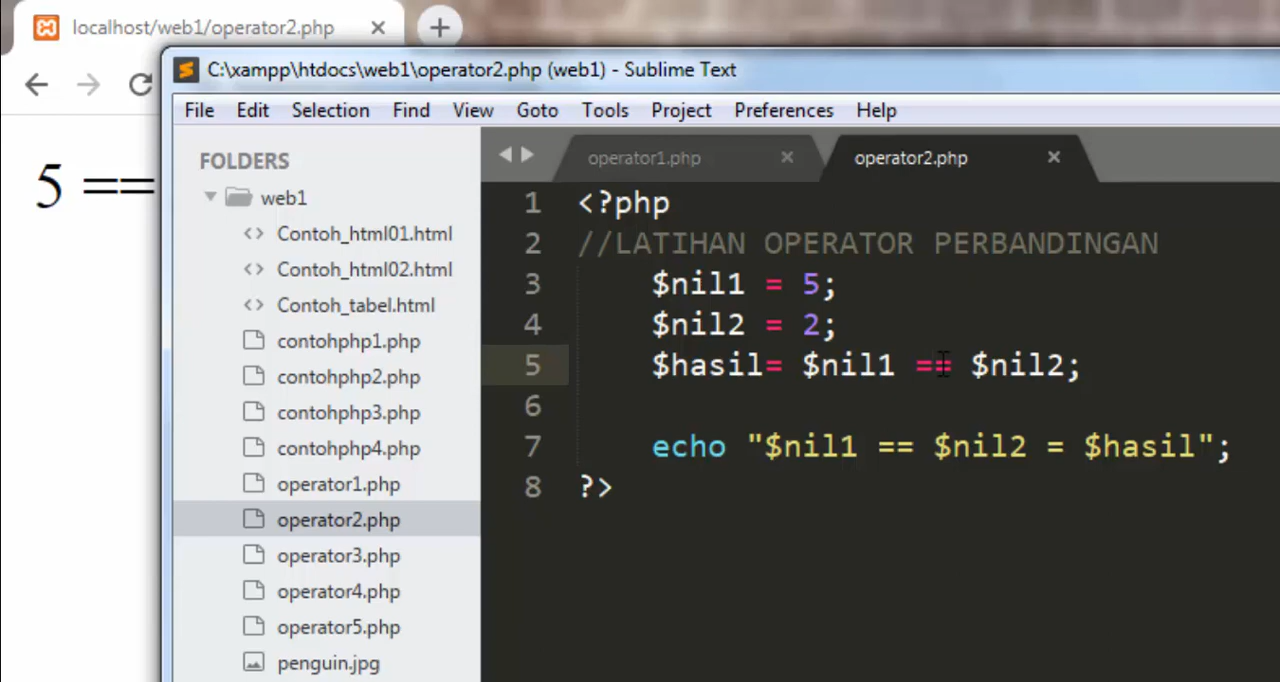 localhost/web1/operator2.php
C:\xampp\htdocs\web1\operator2.php (web1) - Sublime Text
File Edit Selection Find View Goto Tools Project Preferences Help
5 ==
FOLDERS
web1
Contoh_html01.html
Contoh_html02.html
Contoh_tabel.html
contohphp1.php
contohphp2.php
contohphp3.php
contohphp4.php
operator1.php
operator2.php
operator3.php
operator4.php
operator5.php
penguin.jpg
operator1.php operator2.php
1 <?php
2 //LATIHAN OPERATOR PERBANDINGAN
3 $nil1 = 5;
4 $nil2 = 2;
5 $hasil= $nil1 == $nil2;
6
7 echo "$nil1 == $nil2 = $hasil";
8 ?>